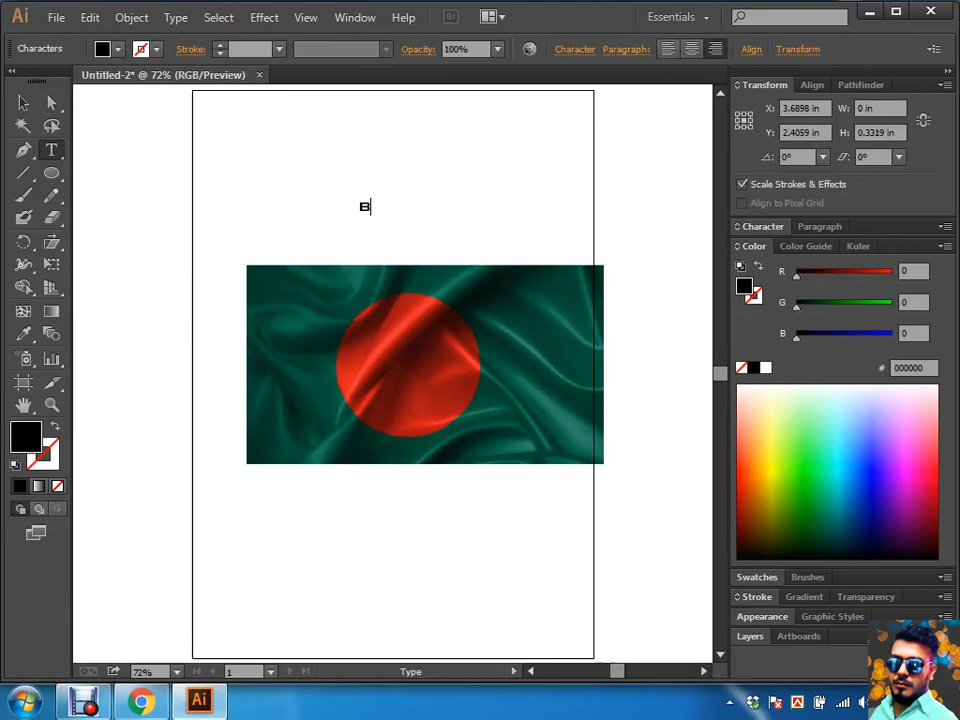 Ai File Edit Object Type Select Effect View Window Help Br Essentials
Characters Stroke: Opacity: 100% Character Paragraph: Align Transform
Untitled-2* @ 72% (RGB/Preview)
B
Transform Align Pathfinder
X: 3.6898 in W: 0 in
Y: 2.4059 in H: 0.3319 in
0° 0°
Scale Strokes & Effects
Align to Pixel Grid
Character Paragraph
Color Color Guide Kuler
R 0
G 0
B 0
# 000000
Swatches Brushes
Stroke Gradient Transparency
Appearance Graphic Styles
Layers Artboards
72% 1 Type
Ai